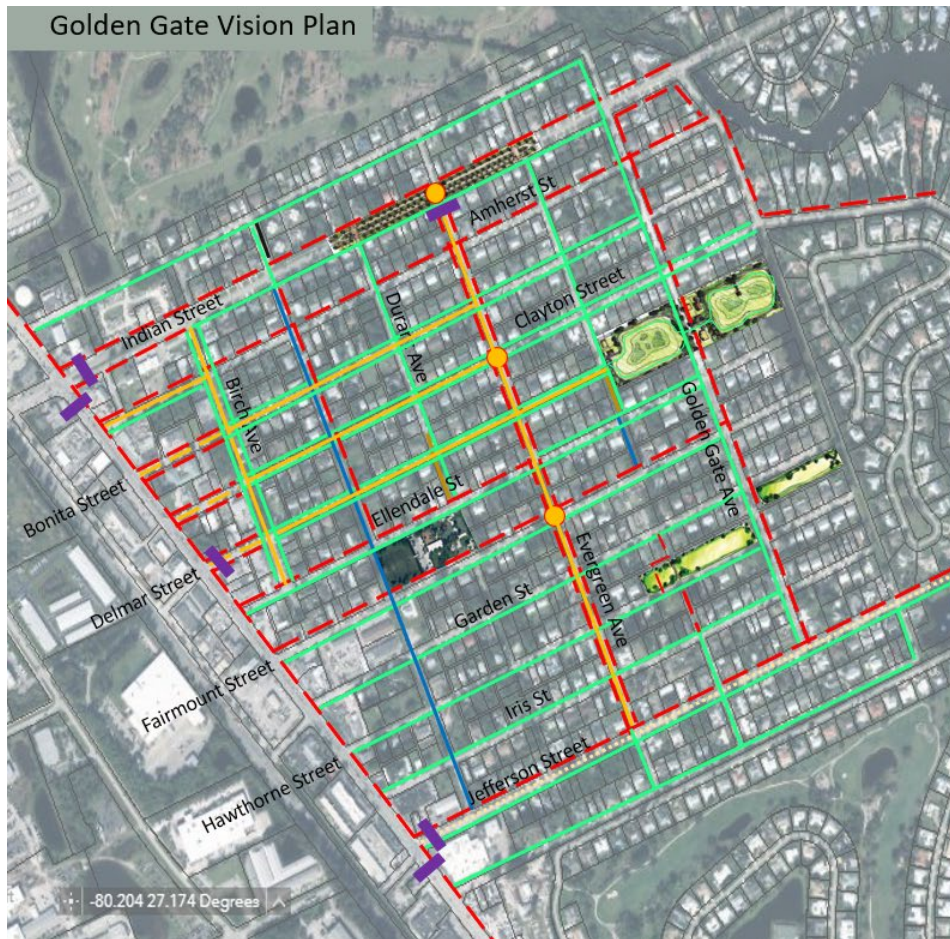 Golden Gate Vision Plan
Amherst St
Indian Street
Clayton Street
Duran Ave
Birch Ave
Golden Gate Ave
Bonita Street
Ellendale St
Delmar Street
Evergreen Ave
Garden St
Fairmount Street
Iris St
Hawthorne Street
Jefferson Street
-80.204 27.174 Degrees